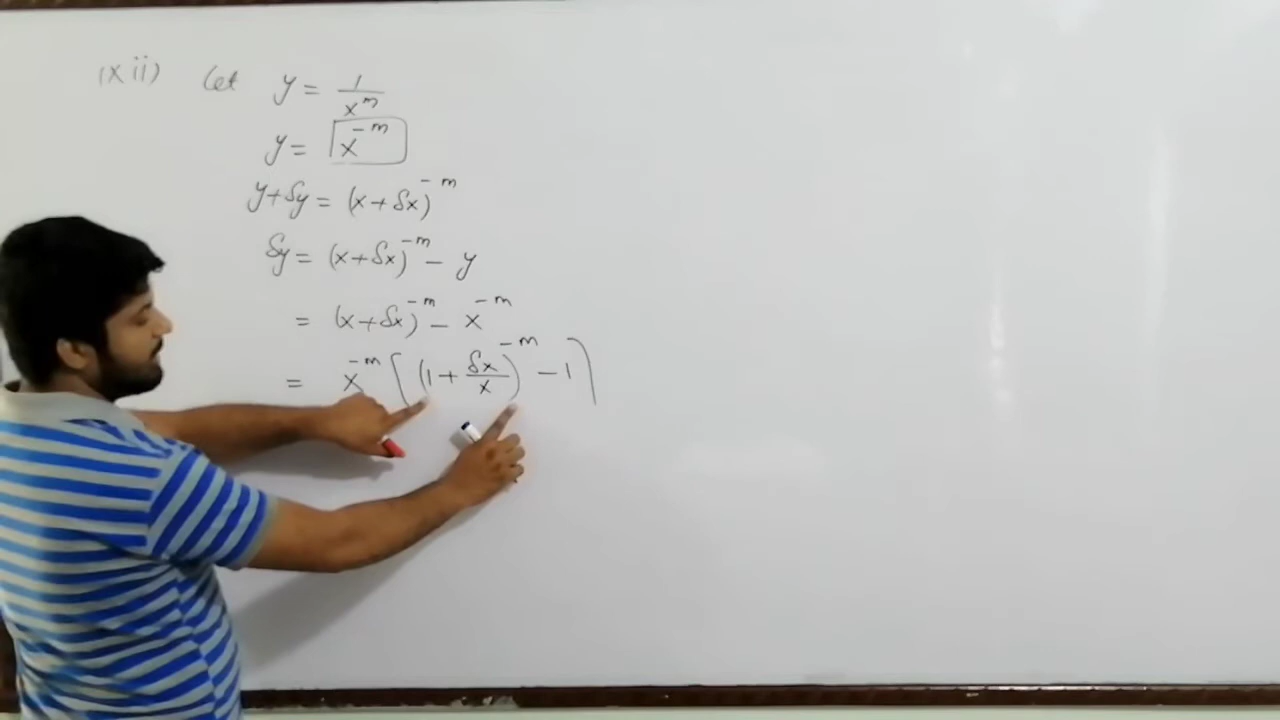 (xii) Let y = 1/x^m
y = x^-m
y+δy = (x+δx)^-m
δy = (x+δx)^-m - y
= (x+δx)^-m - x^-m
= x^-m [(1 + δx/x)^-m - 1]